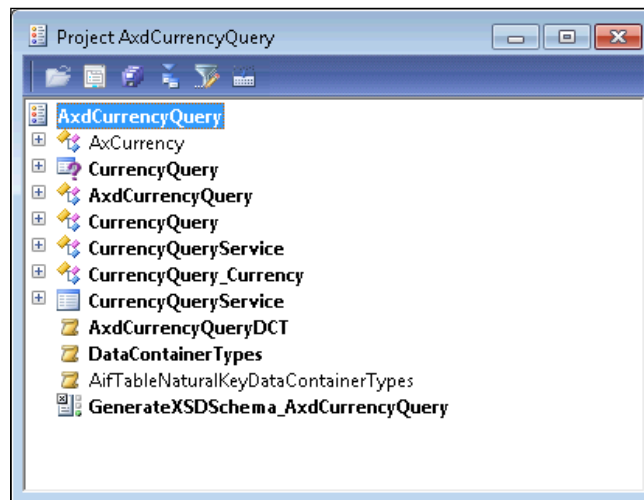 Project AxdCurrencyQuery
AxdCurrencyQuery
AxCurrency
CurrencyQuery
AxdCurrencyQuery
CurrencyQuery
CurrencyQueryService
CurrencyQuery_Currency
CurrencyQueryService
AxdCurrencyQueryDCT
DataContainerTypes
AifTableNaturalKeyDataContainerTypes
GenerateXSDSchema_AxdCurrencyQuery